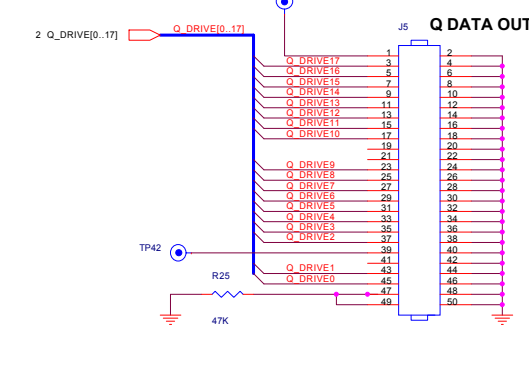 J5 Q DATA OUT
2 Q_DRIVE[0..17] Q_DRIVE[0..17]
1 2
Q_DRIVE17 3 4
Q_DRIVE16 5 6
Q_DRIVE15 7 8
Q_DRIVE14 9 10
Q_DRIVE13 11 12
Q_DRIVE12 13 14
Q_DRIVE11 15 16
Q_DRIVE10 17 18
19 20
21 22
Q_DRIVE9 23 24
Q_DRIVE8 25 26
Q_DRIVE7 27 28
Q_DRIVE6 29 30
Q_DRIVE5 31 32
Q_DRIVE4 33 34
Q_DRIVE3 35 36
Q_DRIVE2 37 38
TP42 39 40
41 42
Q_DRIVE1 43 44
Q_DRIVE0 45 46
R25 47 48
49 50
47K